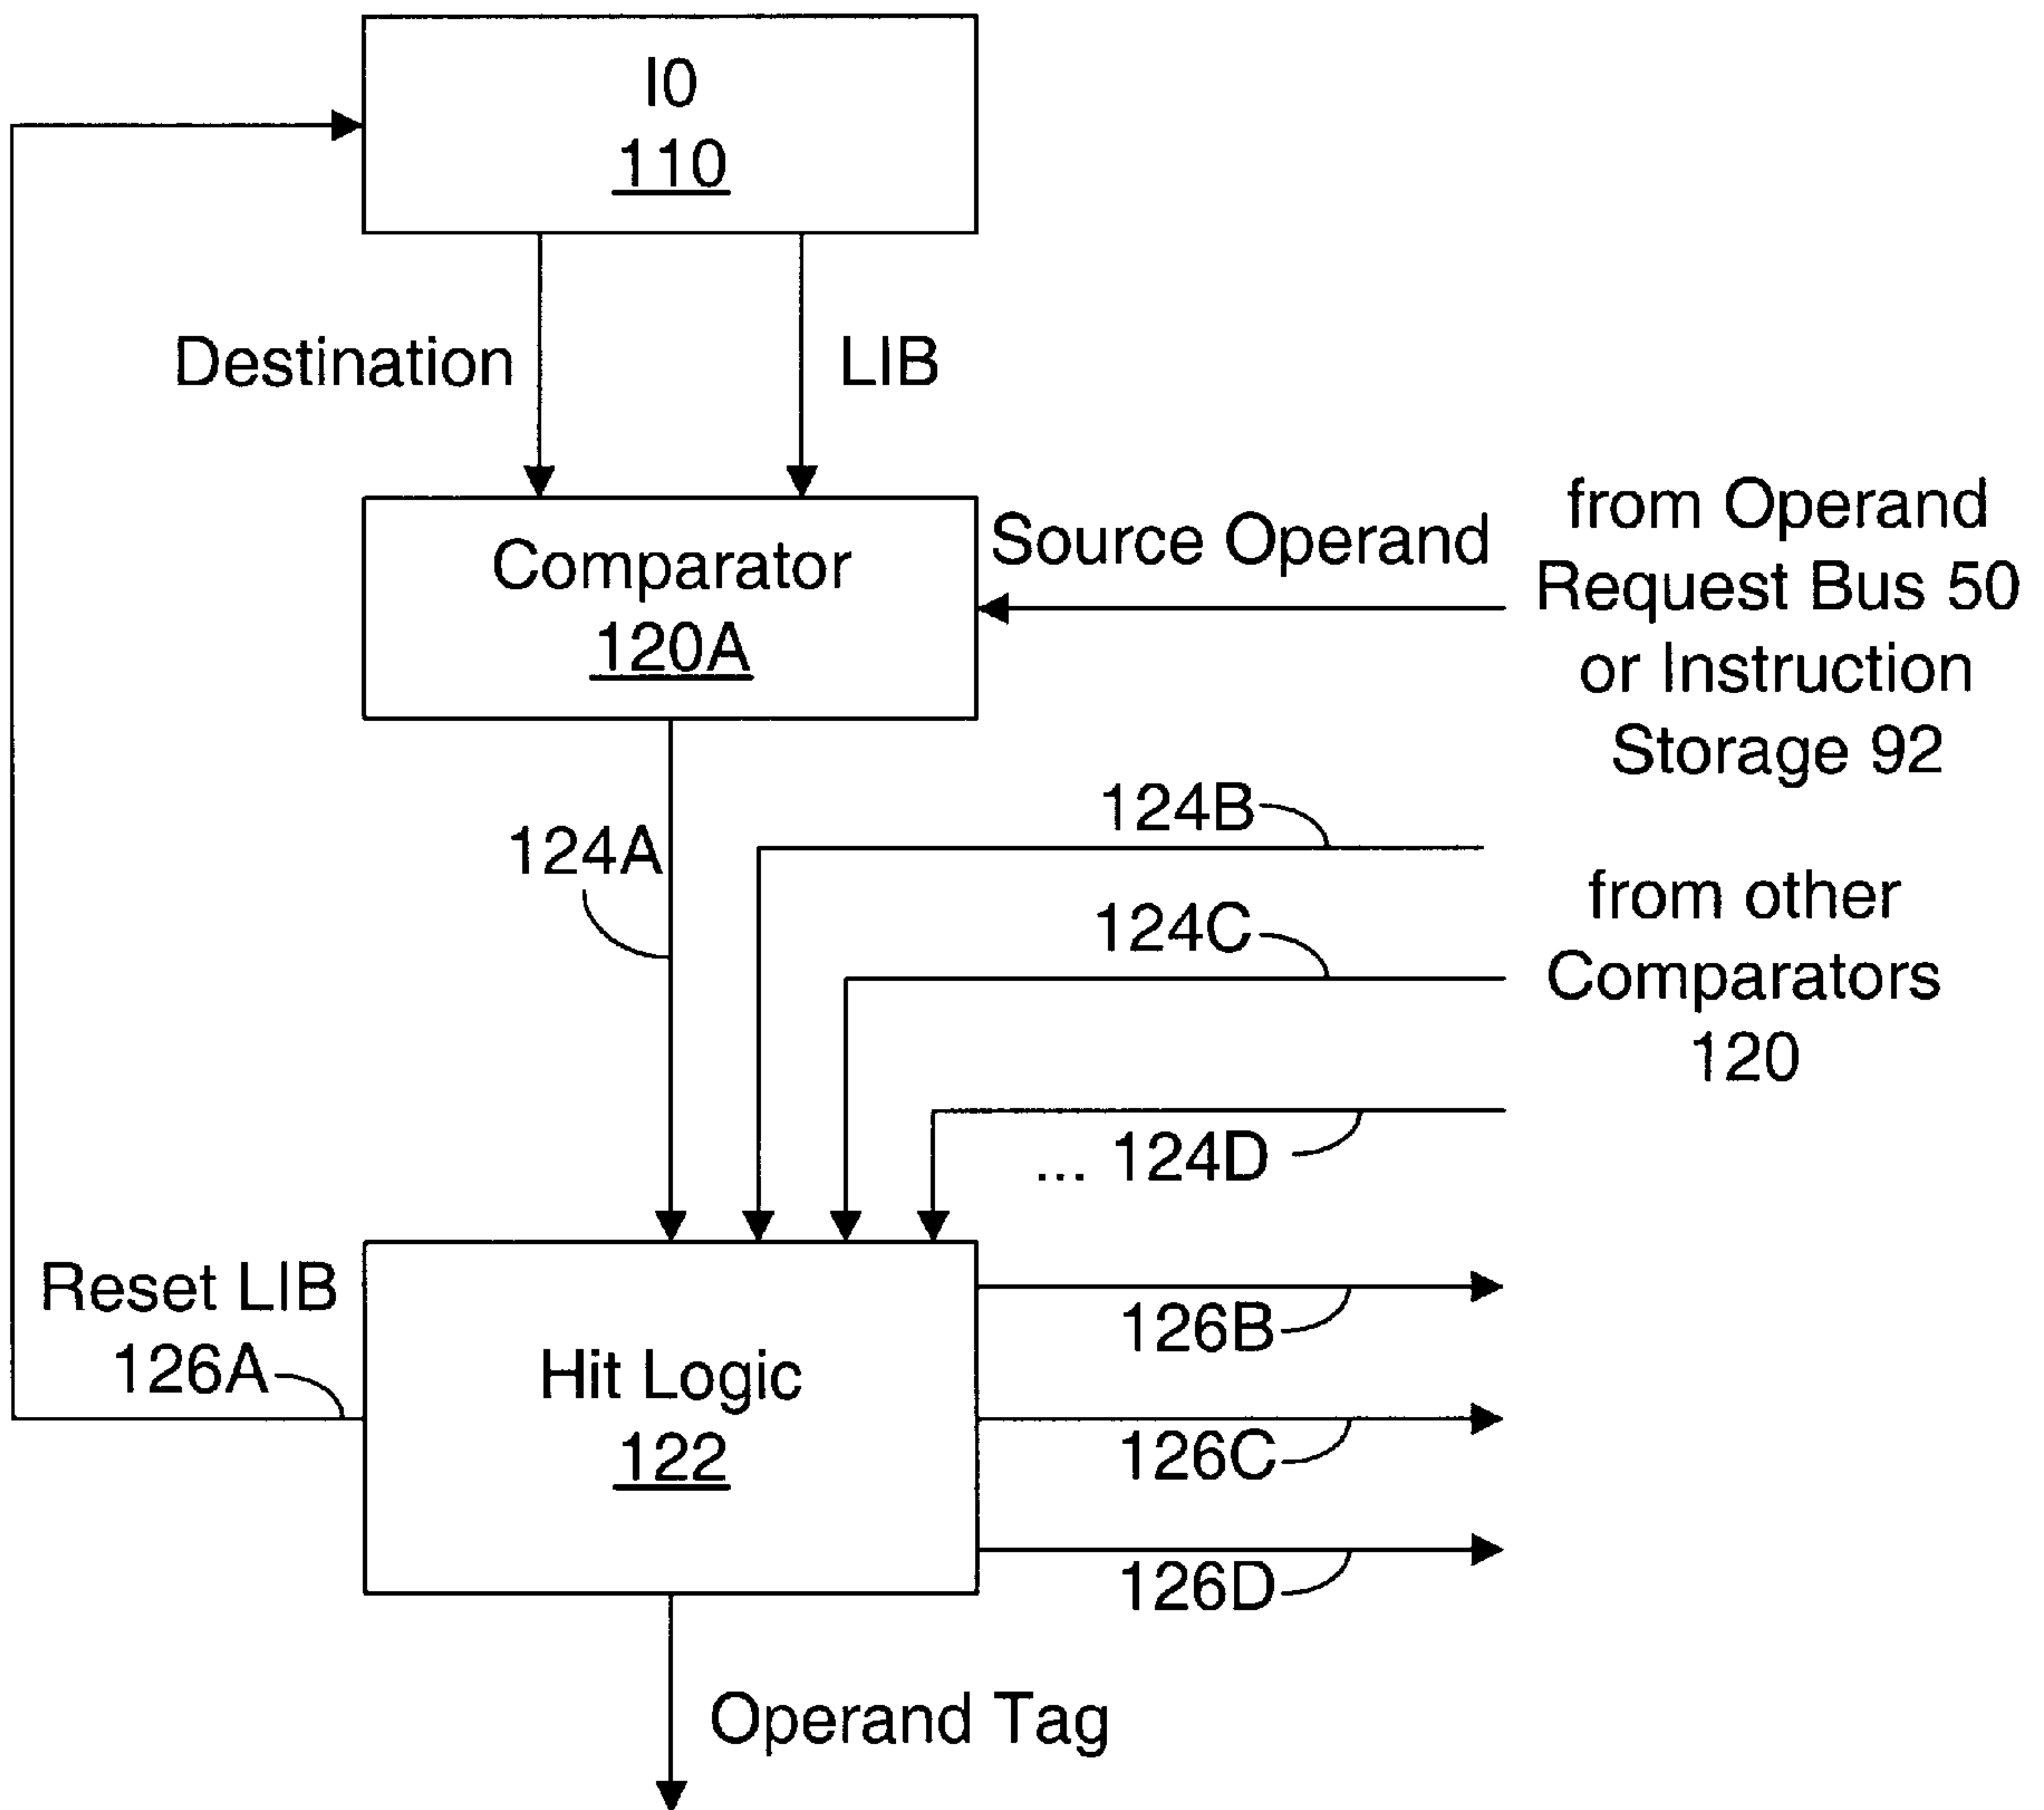 I0
110
Destination
LIB
Comparator
120A
Source Operand
from Operand
Request Bus 50
or Instruction
Storage 92
124A
124B
124C
... 124D
from other
Comparators
120
Reset LIB
126A
Hit Logic
122
126B
126C
126D
Operand Tag